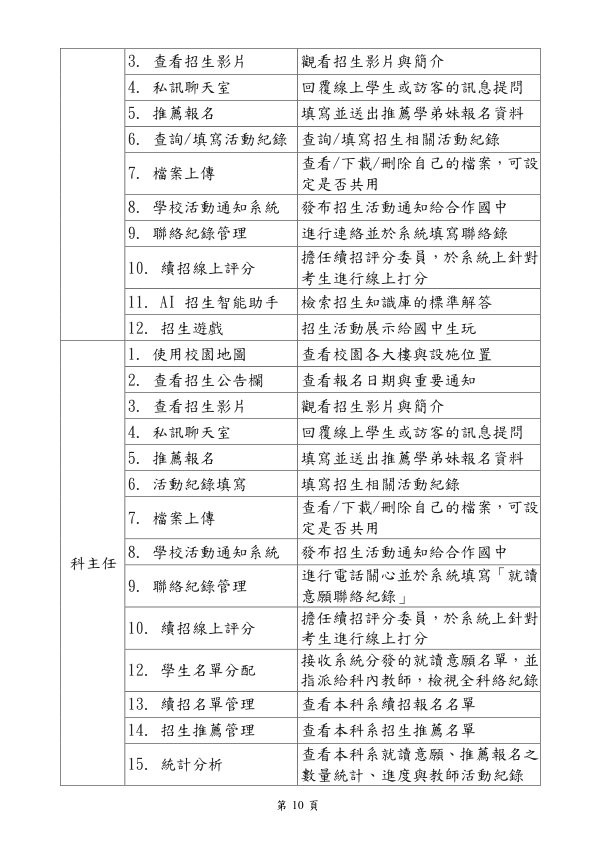 3. 查看招生影片 觀看招生影片與簡介
4. 私訊聊天室 回覆線上學生或訪客的訊息提問
5. 推薦報名 填寫並送出推薦學弟妹報名資料
6. 查詢/填寫活動紀錄 查詢/填寫招生相關活動紀錄
7. 檔案上傳 查看/下載/刪除自己的檔案，可設
定是否共用
8. 學校活動通知系統 發布招生活動通知給合作國中
9. 聯絡紀錄管理 進行連絡並於系統填寫聯絡錄
10. 續招線上評分 擔任續招評分委員，於系統上針對
考生進行線上打分
11. AI 招生智能助手 檢索招生知識庫的標準解答
12. 招生遊戲 招生活動展示給國中生玩
科主任
1. 使用校園地圖 查看校園各大樓與設施位置
2. 查看招生公告欄 查看報名日期與重要通知
3. 查看招生影片 觀看招生影片與簡介
4. 私訊聊天室 回覆線上學生或訪客的訊息提問
5. 推薦報名 填寫並送出推薦學弟妹報名資料
6. 活動紀錄填寫 填寫招生相關活動紀錄
7. 檔案上傳 查看/下載/刪除自己的檔案，可設
定是否共用
8. 學校活動通知系統 發布招生活動通知給合作國中
9. 聯絡紀錄管理 進行電話關心並於系統填寫「就讀
意願聯絡紀錄」
10. 續招線上評分 擔任續招評分委員，於系統上針對
考生進行線上打分
12. 學生名單分配 接收系統分發的就讀意願名單，並
指派給科內教師，檢視全科絡紀錄
13. 續招名單管理 查看本科系續招報名名單
14. 招生推薦管理 查看本科系招生推薦名單
15. 統計分析 查看本科系就讀意願、推薦報名之
數量統計、進度與教師活動紀錄
第 10 頁